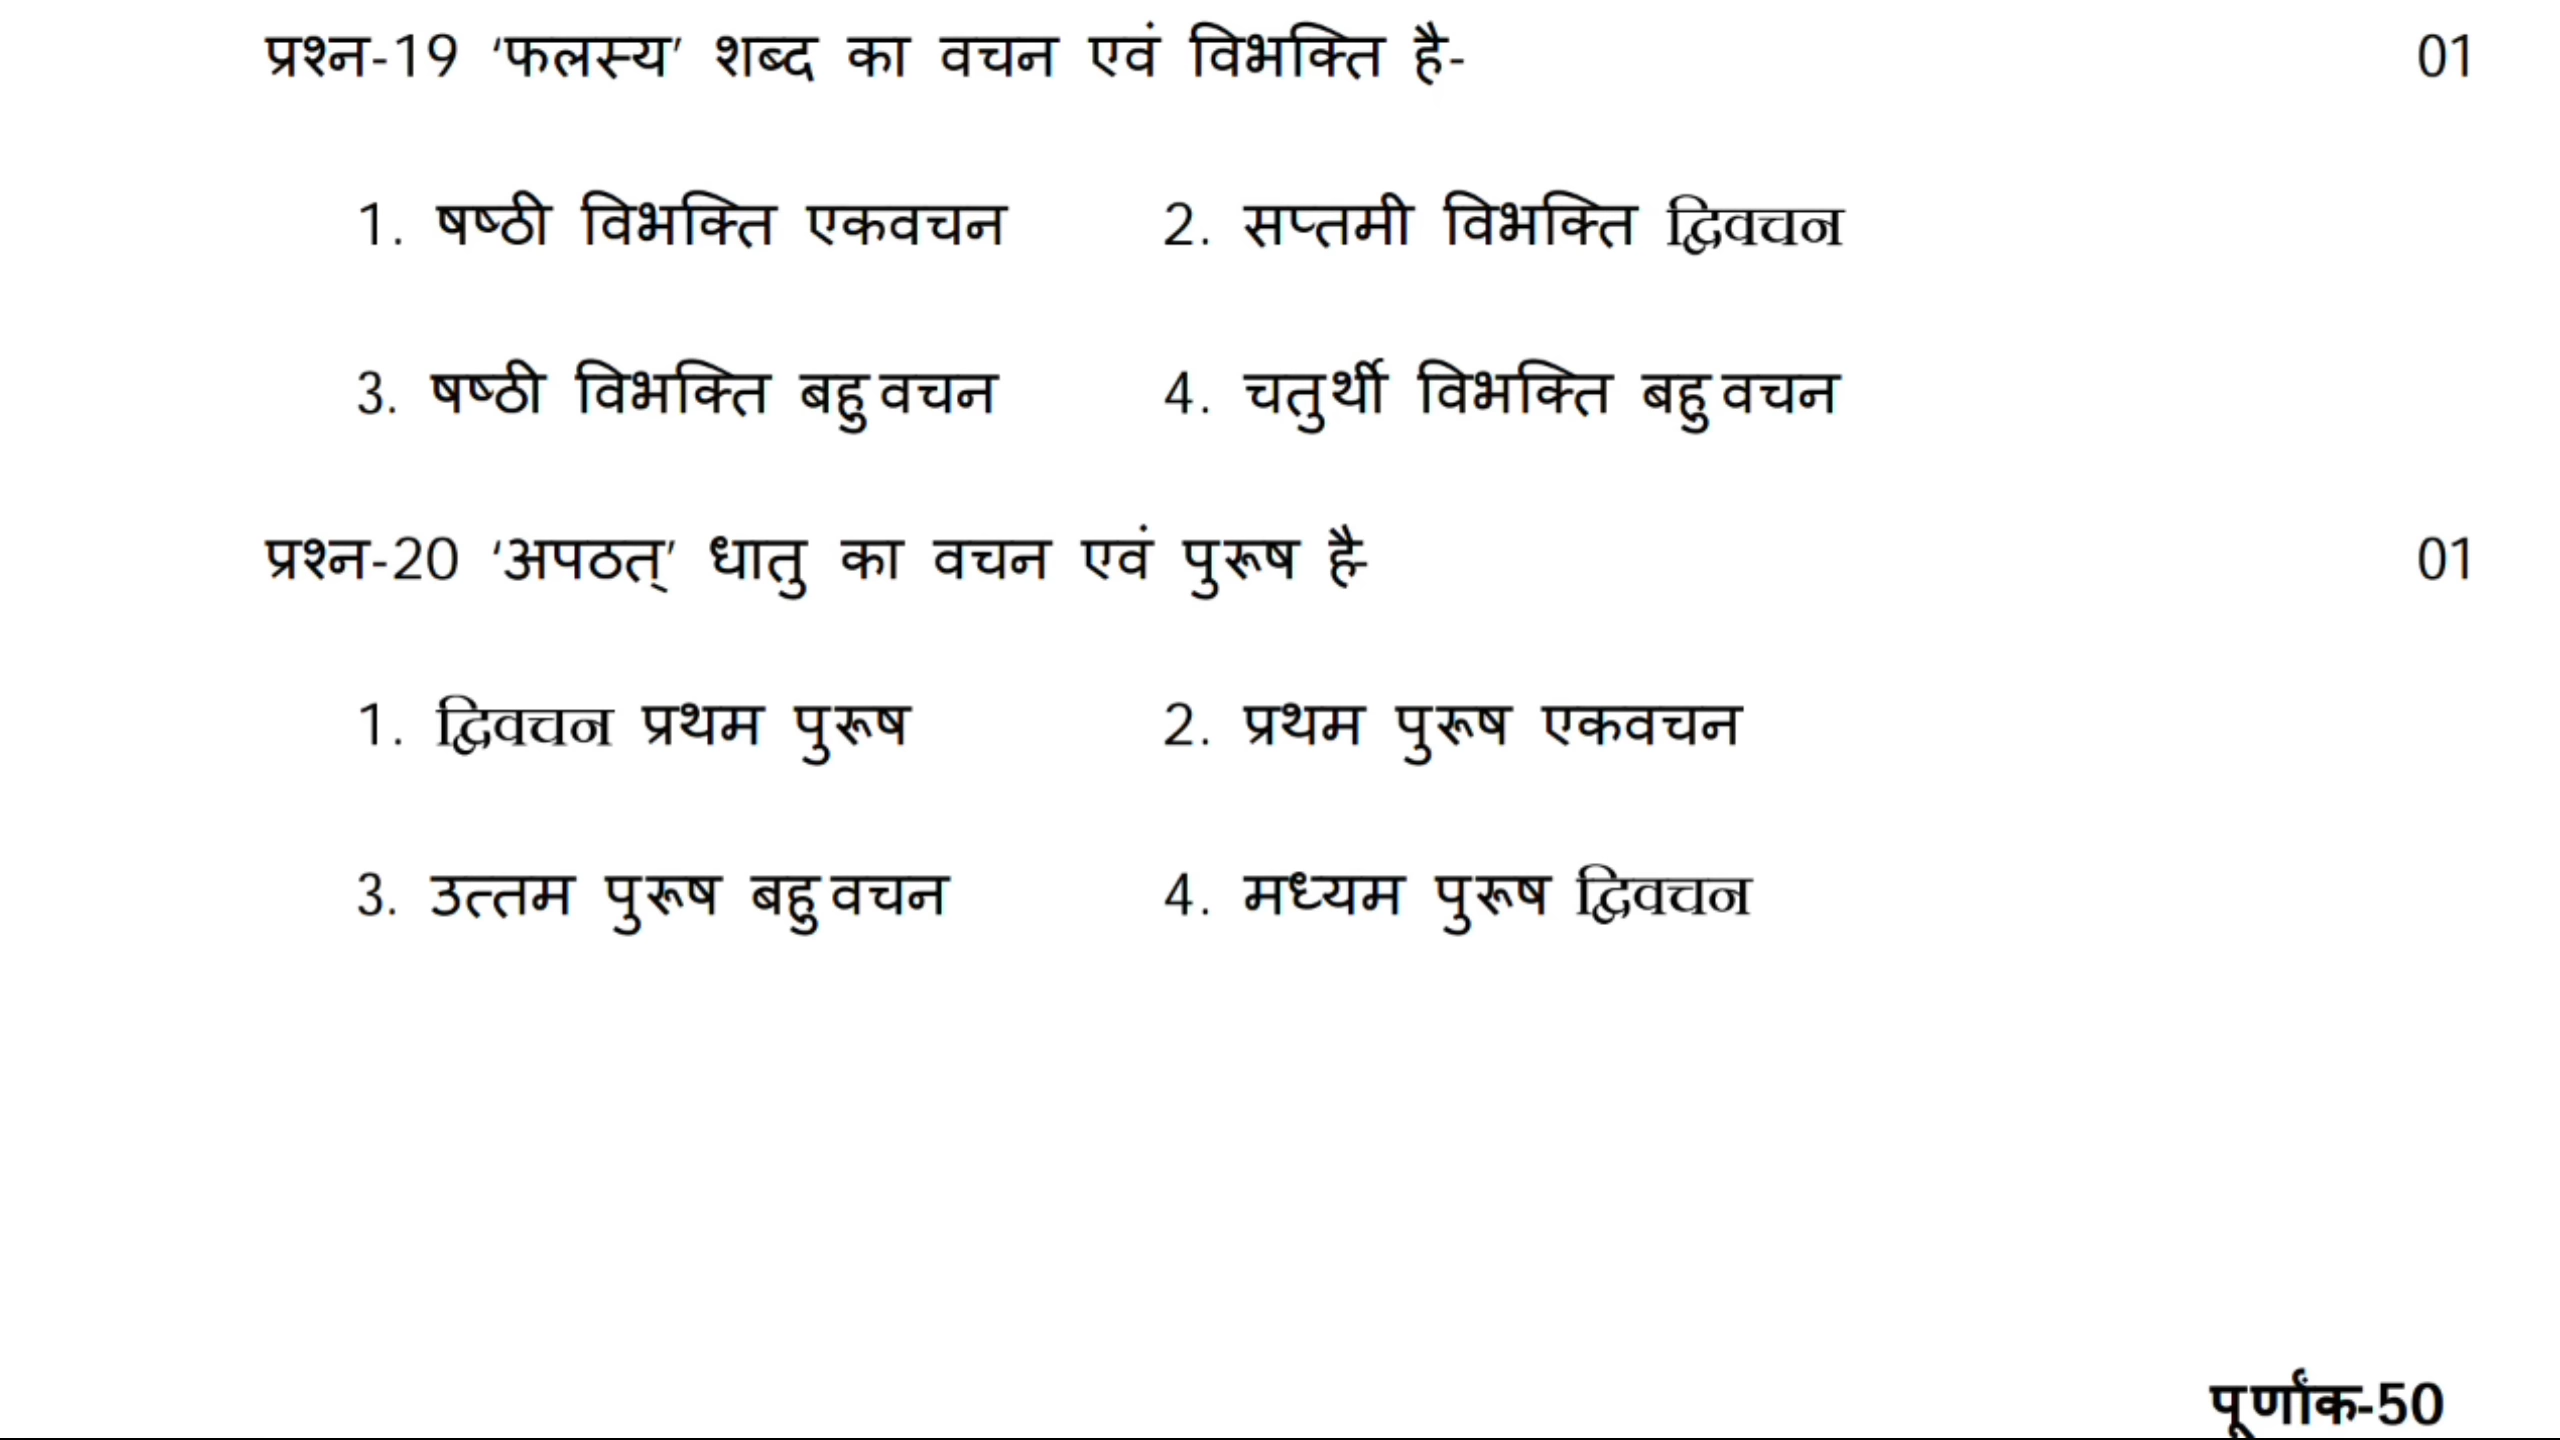 प्रश्न-19 ‘फलस्य’ शब्द का वचन एवं विभक्ति है- 01
1. षष्ठी विभक्ति एकवचन 2. सप्तमी विभक्ति द्विवचन
3. षष्ठी विभक्ति बहुवचन 4. चतुर्थी विभक्ति बहुवचन
प्रश्न-20 ‘अपठत्’ धातु का वचन एवं पुरूष है- 01
1. द्विवचन प्रथम पुरूष 2. प्रथम पुरूष एकवचन
3. उत्तम पुरूष बहुवचन 4. मध्यम पुरूष द्विवचन
पूर्णांक-50